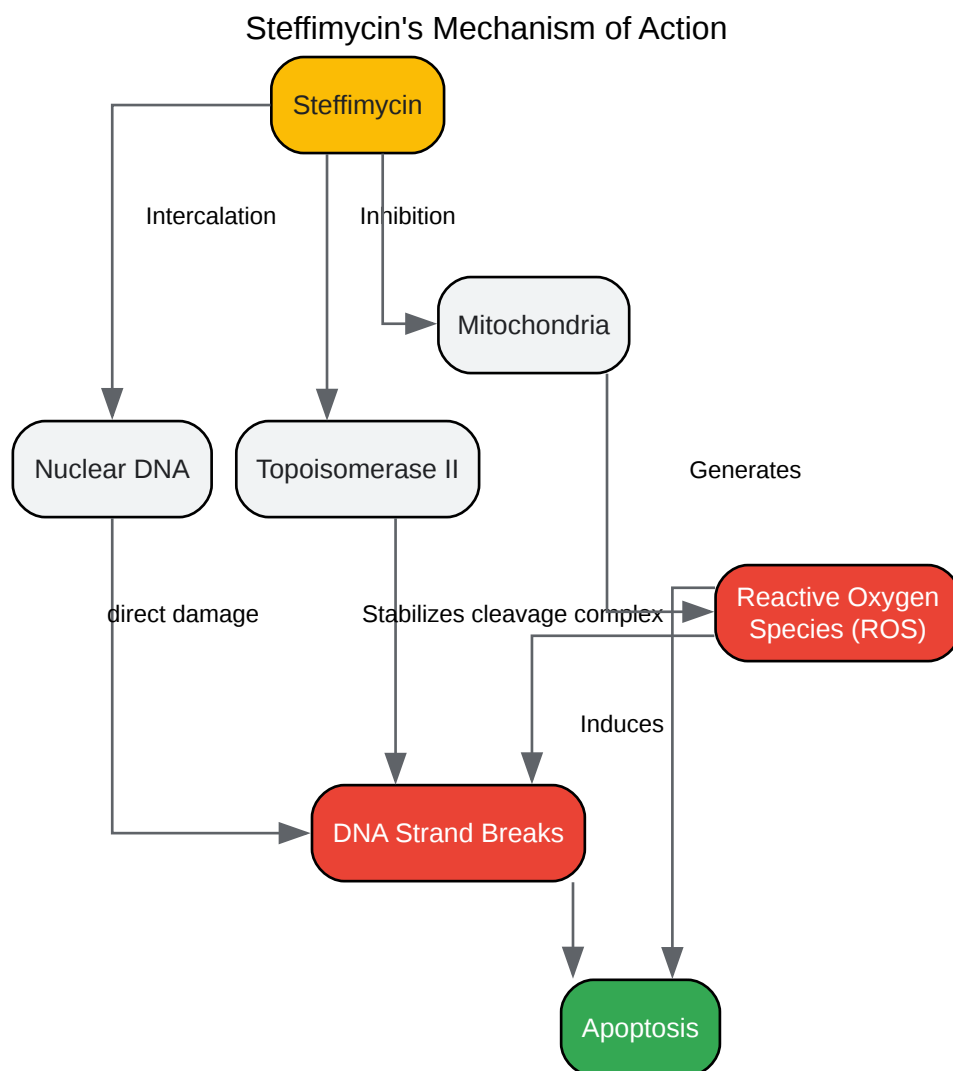 Steffimycin's Mechanism of Action
Steffimycin
Intercalation
Inhibition
Mitochondria
Nuclear DNA
Topoisomerase II
Generates
direct damage
Stabilizes cleavage complex
Reactive Oxygen
Species (ROS)
Induces
DNA Strand Breaks
Apoptosis